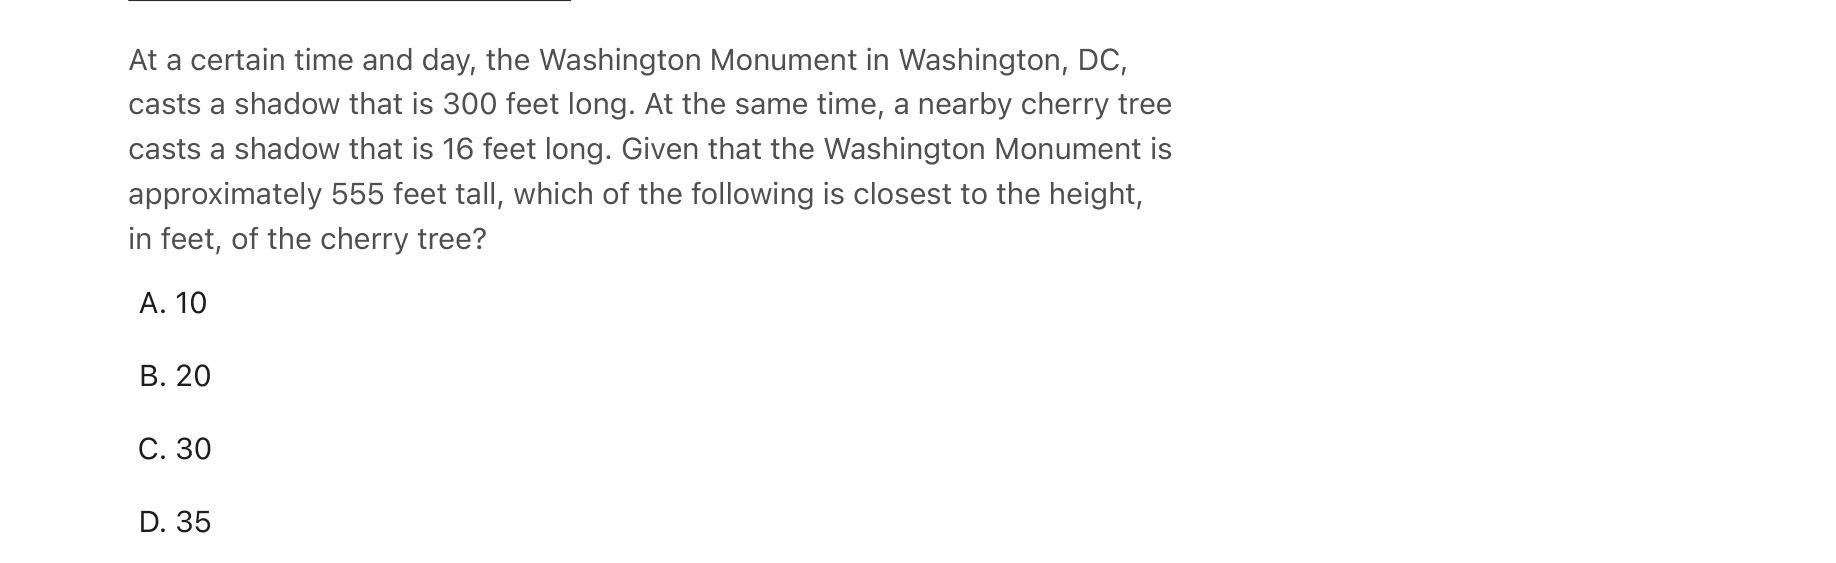 At a certain time and day, the Washington Monument in Washington, DC,
casts a shadow that is 300 feet long. At the same time, a nearby cherry tree
casts a shadow that is 16 feet long. Given that the Washington Monument is
approximately 555 feet tall, which of the following is closest to the height,
in feet, of the cherry tree?
A. 10
B. 20
C. 30
D. 35